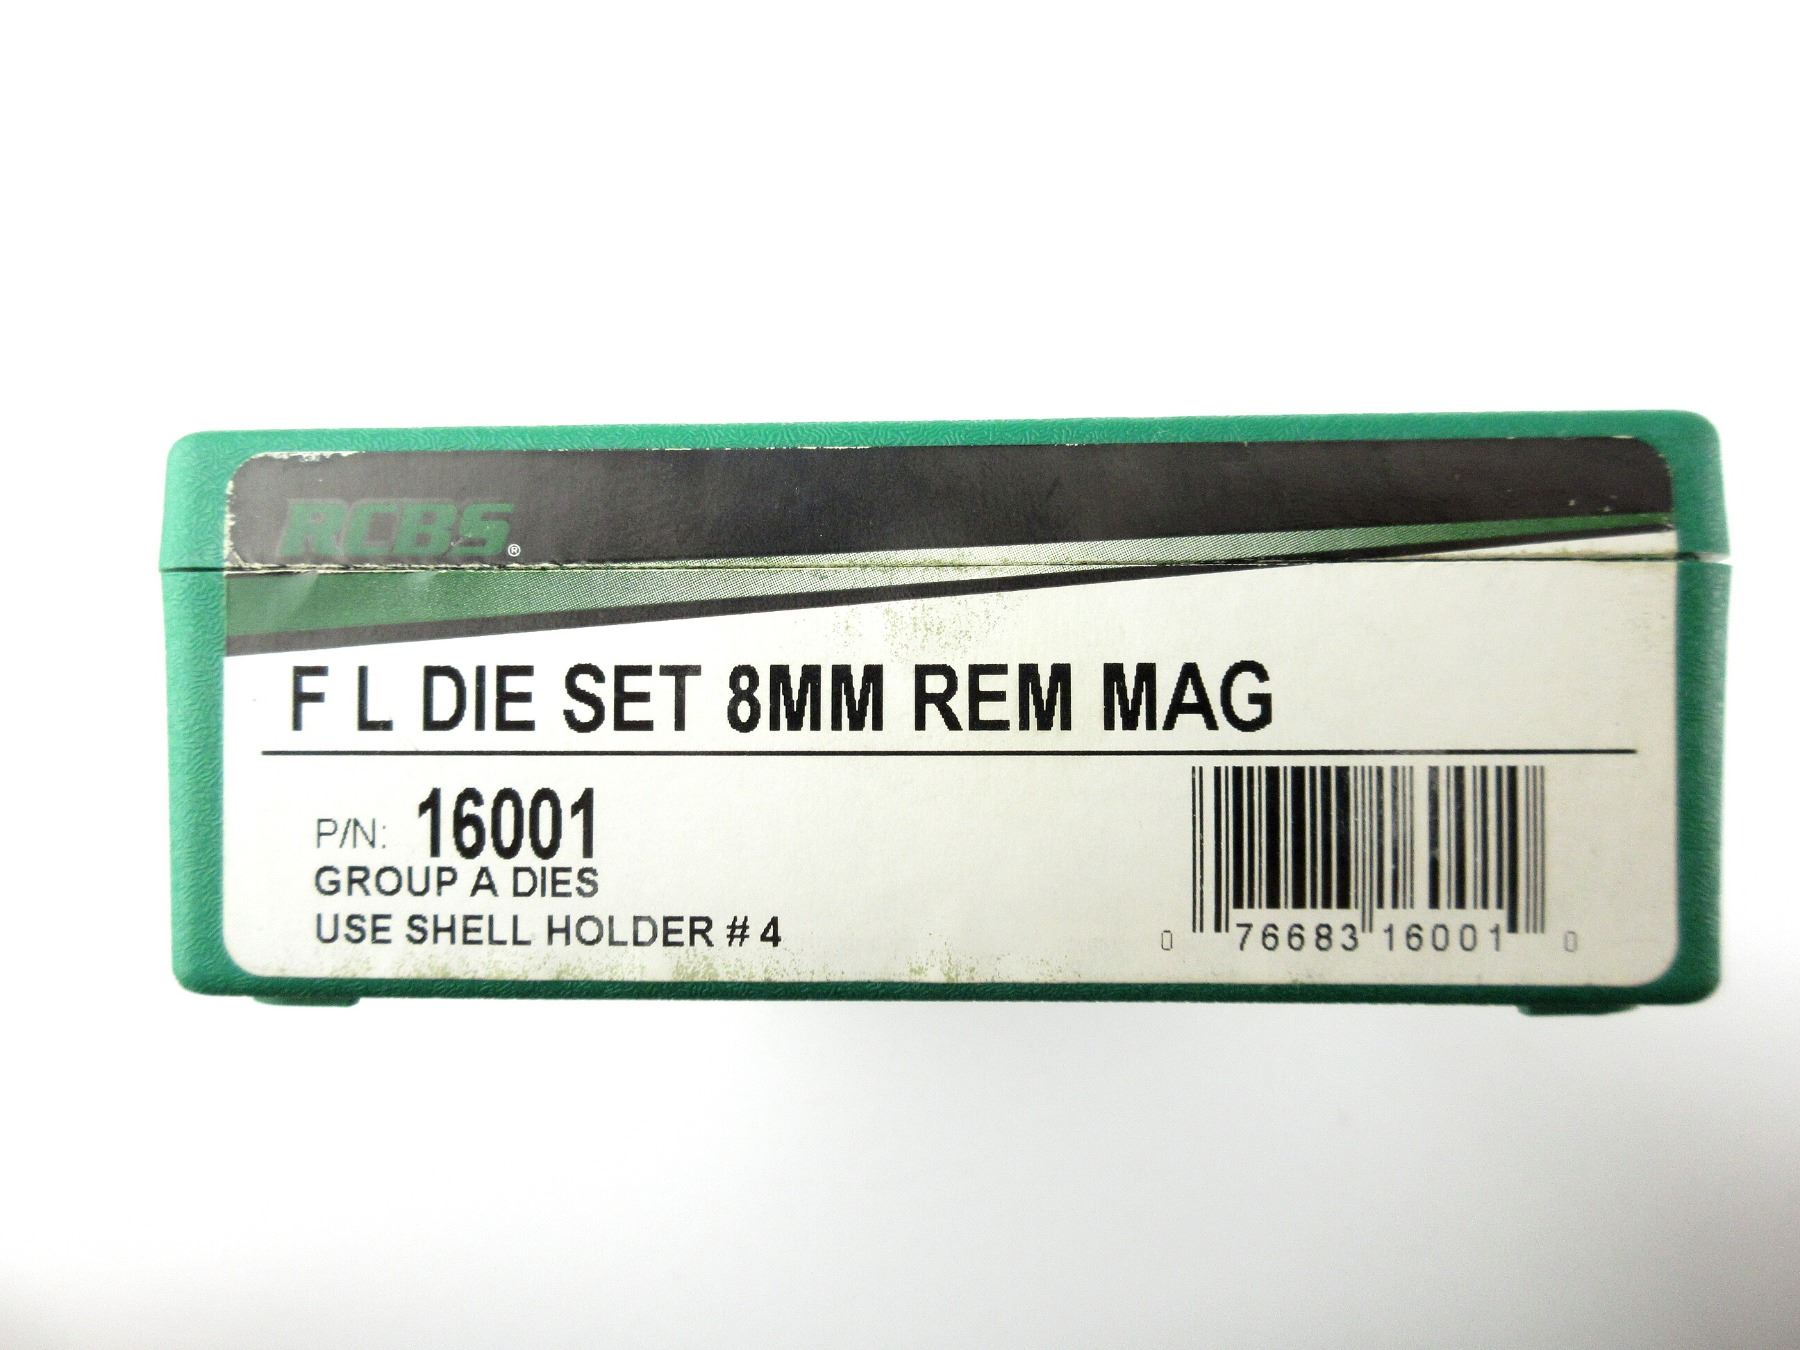 RCBS®
F L DIE SET 8MM REM MAG
P/N: 16001
GROUP A DIES
USE SHELL HOLDER # 4
0 76683 16001 0